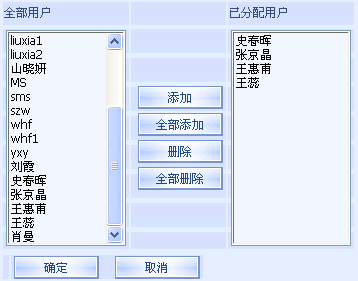 全部用户
已分配用户
liuxia1
liuxia2
山晓妍
MS
sms
szw
whf
whf1
yxy
刘霞
史春晖
张京晶
王惠甫
王蕊
肖曼
添加
全部添加
删除
全部删除
史春晖
张京晶
王惠甫
王蕊
确定
取消